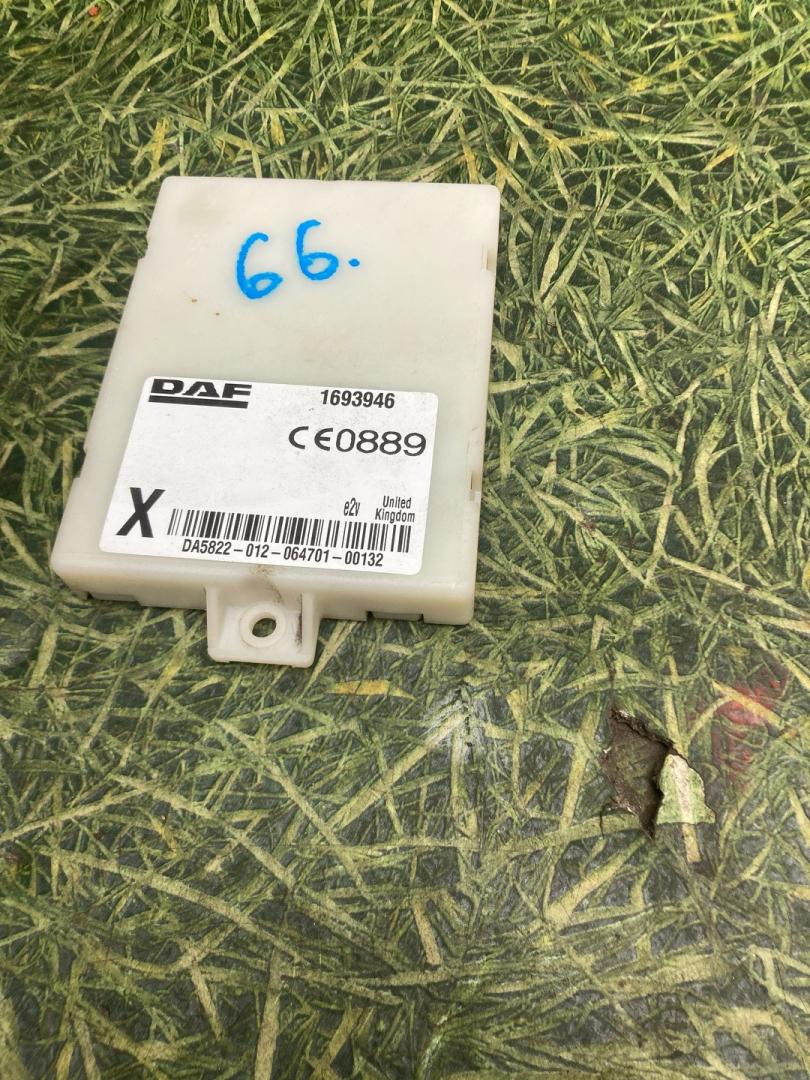 66.
DAF 1693946
CE0889
X
e2v United Kingdom
DA5822-012-064701-00132